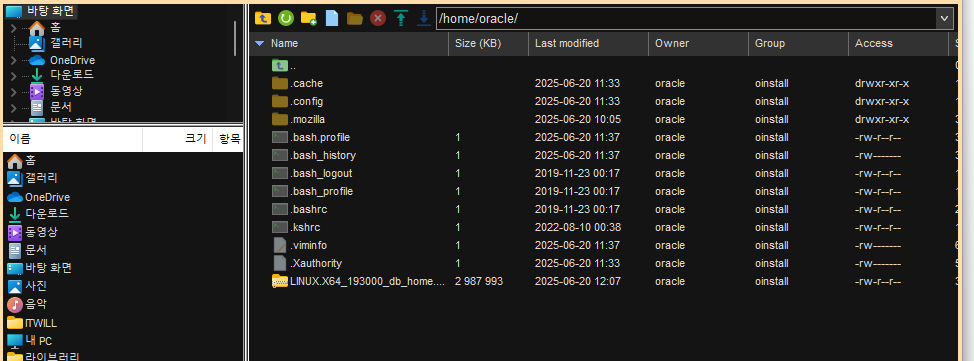 바탕 화면
홈
갤러리
OneDrive
다운로드
동영상
문서
바탕 화면
이름 크기 항목
홈
갤러리
OneDrive
다운로드
동영상
문서
바탕 화면
사진
음악
ITWILL
내 PC
라이브러리
/home/oracle/
Name Size (KB) Last modified Owner Group Access
..
.cache 2025-06-20 11:33 oracle oinstall drwxr-xr-x
.config 2025-06-20 11:33 oracle oinstall drwxr-xr-x
.mozilla 2025-06-20 10:05 oracle oinstall drwxr-xr-x
.bash.profile 1 2025-06-20 11:37 oracle oinstall -rw-r--r--
.bash_history 1 2025-06-20 11:37 oracle oinstall -rw-------
.bash_logout 1 2019-11-23 00:17 oracle oinstall -rw-r--r--
.bash_profile 1 2019-11-23 00:17 oracle oinstall -rw-r--r--
.bashrc 1 2019-11-23 00:17 oracle oinstall -rw-r--r--
.kshrc 1 2022-08-10 00:38 oracle oinstall -rw-r--r--
.viminfo 1 2025-06-20 11:37 oracle oinstall -rw-------
.Xauthority 1 2025-06-20 11:33 oracle oinstall -rw-------
LINUX.X64_193000_db_home.... 2 987 993 2025-06-20 12:07 oracle oinstall -rw-r--r--